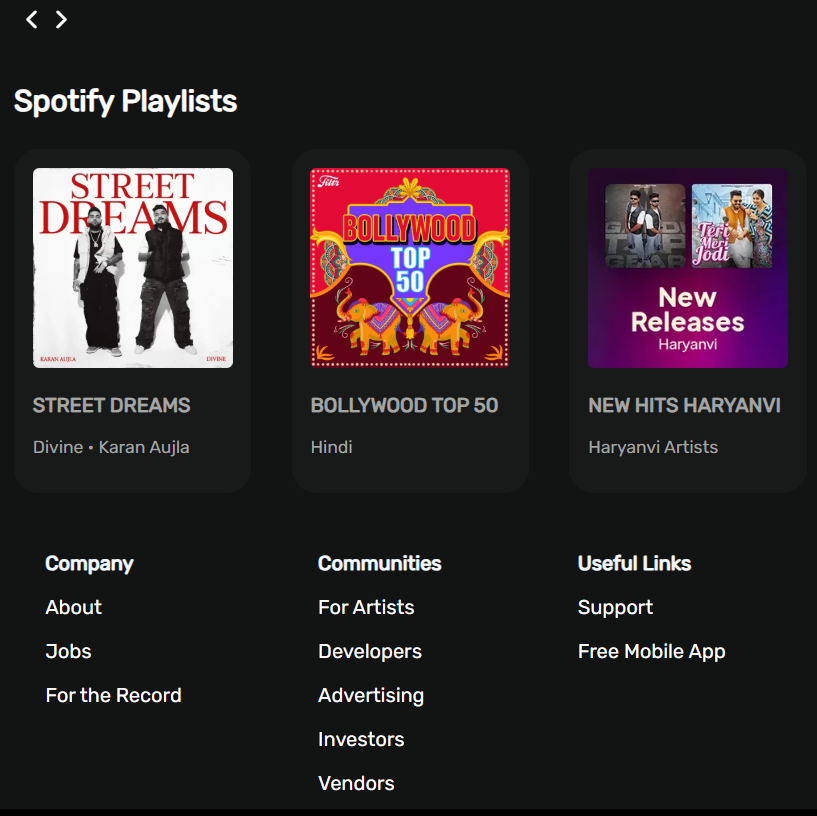 Spotify Playlists
STREET
DREAMS
KARAN AUJLA
DIVINE
Filtr
BOLLYWOOD
TOP
50
Teri
Meri
Jodi
New
Releases
Haryanvi
STREET DREAMS
BOLLYWOOD TOP 50
NEW HITS HARYANVI
Divine • Karan Aujla
Hindi
Haryanvi Artists
Company
Communities
Useful Links
About
For Artists
Support
Jobs
Developers
Free Mobile App
For the Record
Advertising
Investors
Vendors